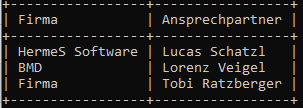 Firma | Ansprechpartner
HermeS Software | Lucas Schatzl
BMD | Lorenz Veigel
Firma | Tobi Ratzberger